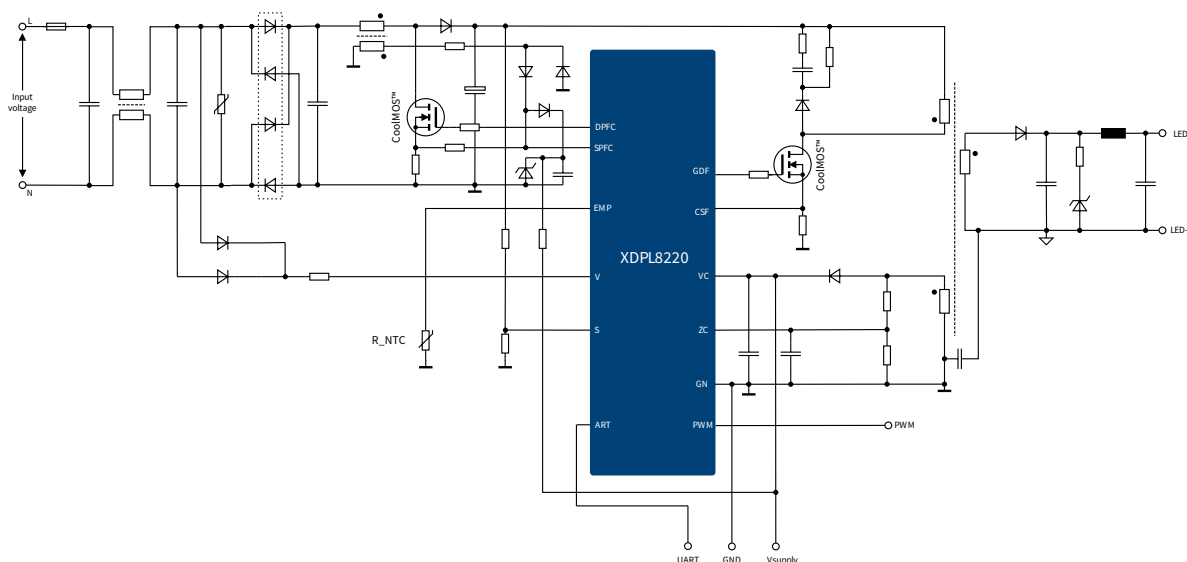 L
Input
voltage
N
CoolMOS™
DPFC
SPFC
EMP
V
S
ART
R_NTC
XDPL8220
GDF
CSF
VC
ZC
GN
PWM
CoolMOS™
PWM
LED
LED-
UART
GND
Vsupply